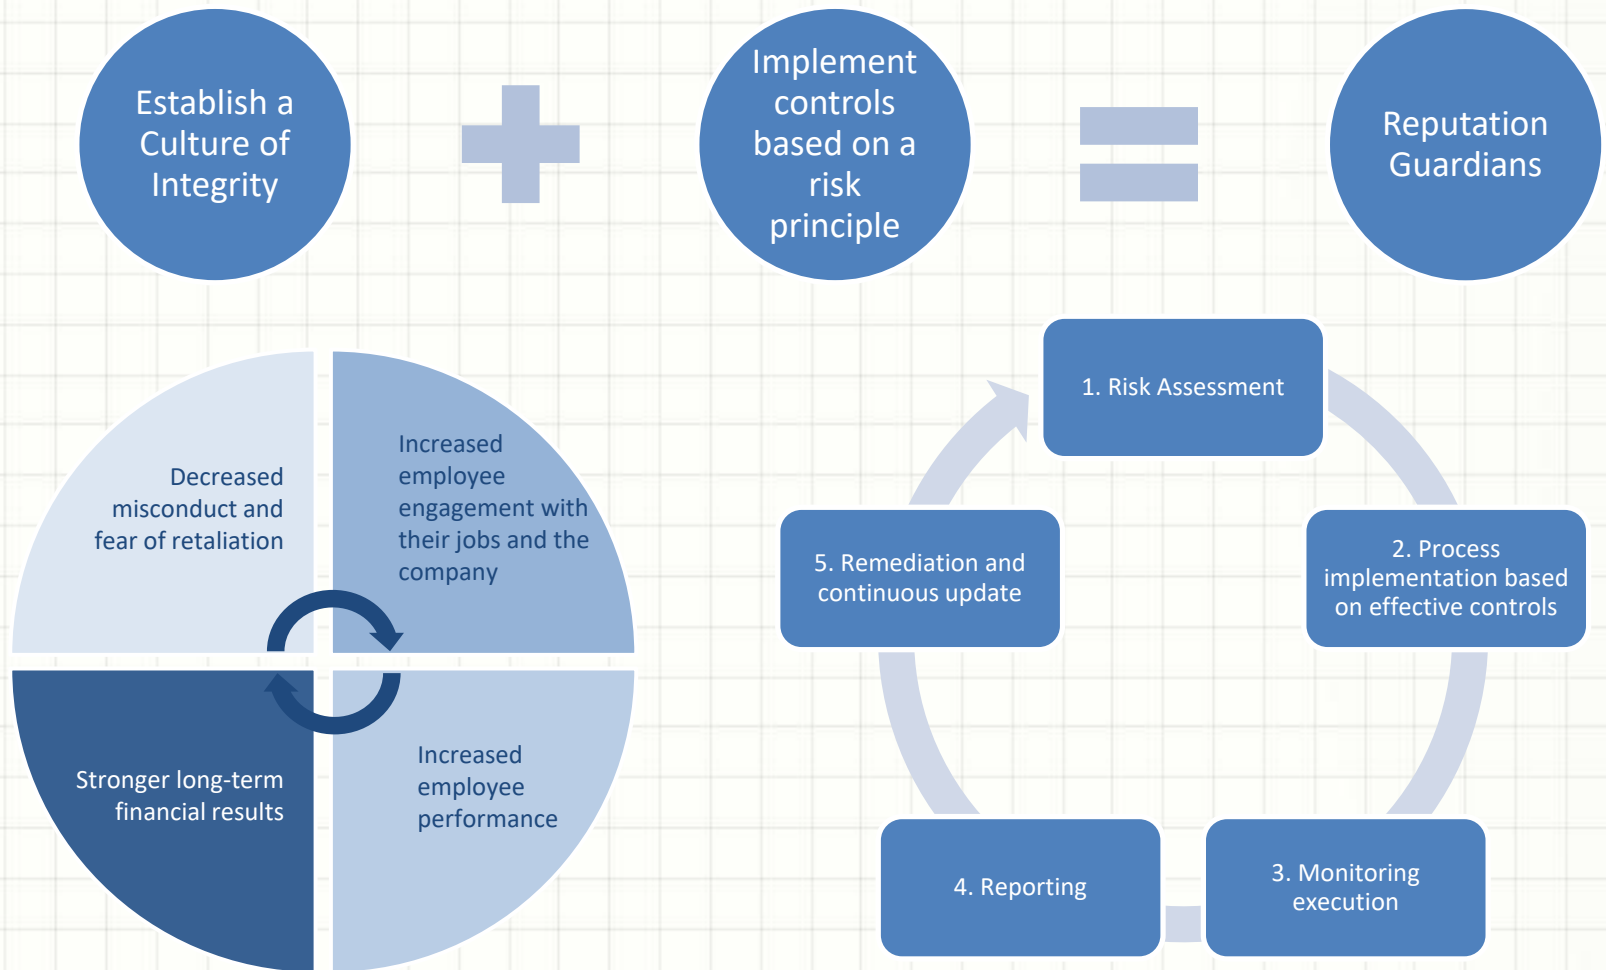 Establish a
Culture of
Integrity
Implement
controls
based on a
risk
principle
Reputation
Guardians
Decreased
misconduct and
fear of retaliation
Increased
employee
engagement with
their jobs and the
company
Stronger long-term
financial results
Increased
employee
performance
1. Risk Assessment
2. Process
implementation based
on effective controls
3. Monitoring
execution
4. Reporting
5. Remediation and
continuous update